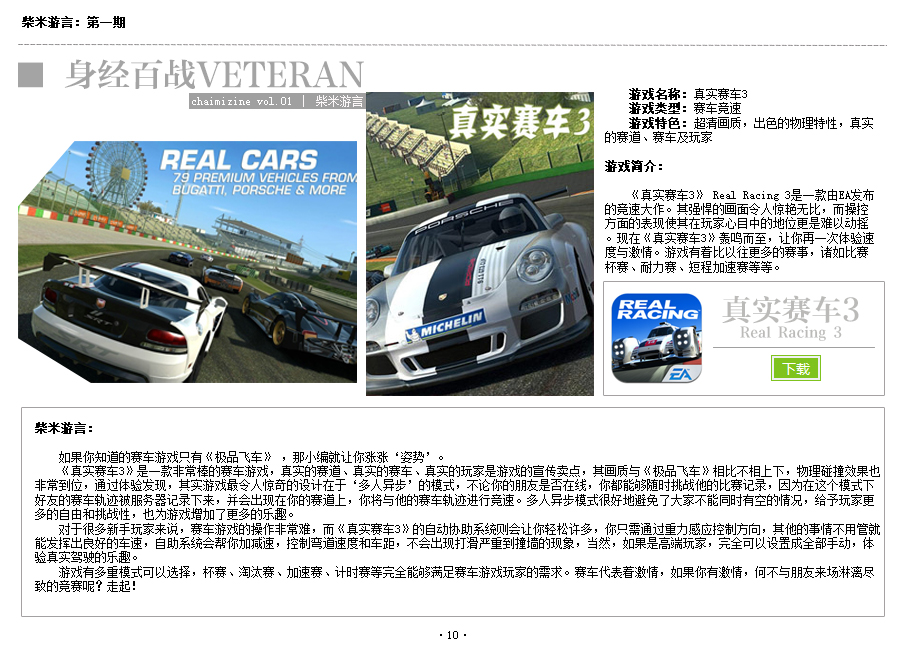 柴米游言：第一期
身经百战VETERAN
chaimizine vol.01 | 柴米游言
REAL CARS
79 PREMIUM VEHICLES FROM
BUGATTI, PORSCHE & MORE
真实赛车3
PORSCHE
MICHELIN
游戏名称：真实赛车3
游戏类型：赛车竞速
游戏特色：超清画质，出色的物理特性，真实
的赛道、赛车及玩家
游戏简介：
《真实赛车3》 Real Racing 3是一款由EA发布
的竞速大作。其强悍的画面令人惊艳无比，而操控
方面的表现使其在玩家心目中的地位更是难以动摇
。现在《真实赛车3》轰鸣而至，让你再一次体验速
度与激情。游戏有着比以往更多的赛事，诸如比赛
杯赛、耐力赛、短程加速赛等等。
REAL
RACING
EA
真实赛车3
Real Racing 3
下载
柴米游言：
如果你知道的赛车游戏只有《极品飞车》 ，那小编就让你涨涨‘姿势’。
《真实赛车3》是一款非常棒的赛车游戏，真实的赛道、真实的赛车、真实的玩家是游戏的宣传卖点，其画质与《极品飞车》相比不相上下，物理碰撞效果也
非常到位，通过体验发现，其实游戏最令人惊奇的设计在于‘多人异步’的模式，不论你的朋友是否在线，你都能够随时挑战他的比赛记录，因为在这个模式下
好友的赛车轨迹被服务器记录下来，并会出现在你的赛道上，你将与他的赛车轨迹进行竞速。多人异步模式很好地避免了大家不能同时有空的情况，给予玩家更
多的自由和挑战性，也为游戏增加了更多的乐趣。
对于很多新手玩家来说，赛车游戏的操作非常难，而《真实赛车3》的自动协助系统则会让你轻松许多，你只需通过重力感应控制方向，其他的事情不用管就
能发挥出良好的车速，自助系统会帮你加减速，控制弯道速度和车距，不会出现打滑严重到撞墙的现象，当然，如果是高端玩家，完全可以设置成全部手动，体
验真实驾驶的乐趣。
游戏有多重模式可以选择，杯赛、淘汰赛、加速赛、计时赛等完全能够满足赛车游戏玩家的需求。赛车代表着激情，如果你有激情，何不与朋友来场淋漓尽
致的竞赛呢？走起！
·10·